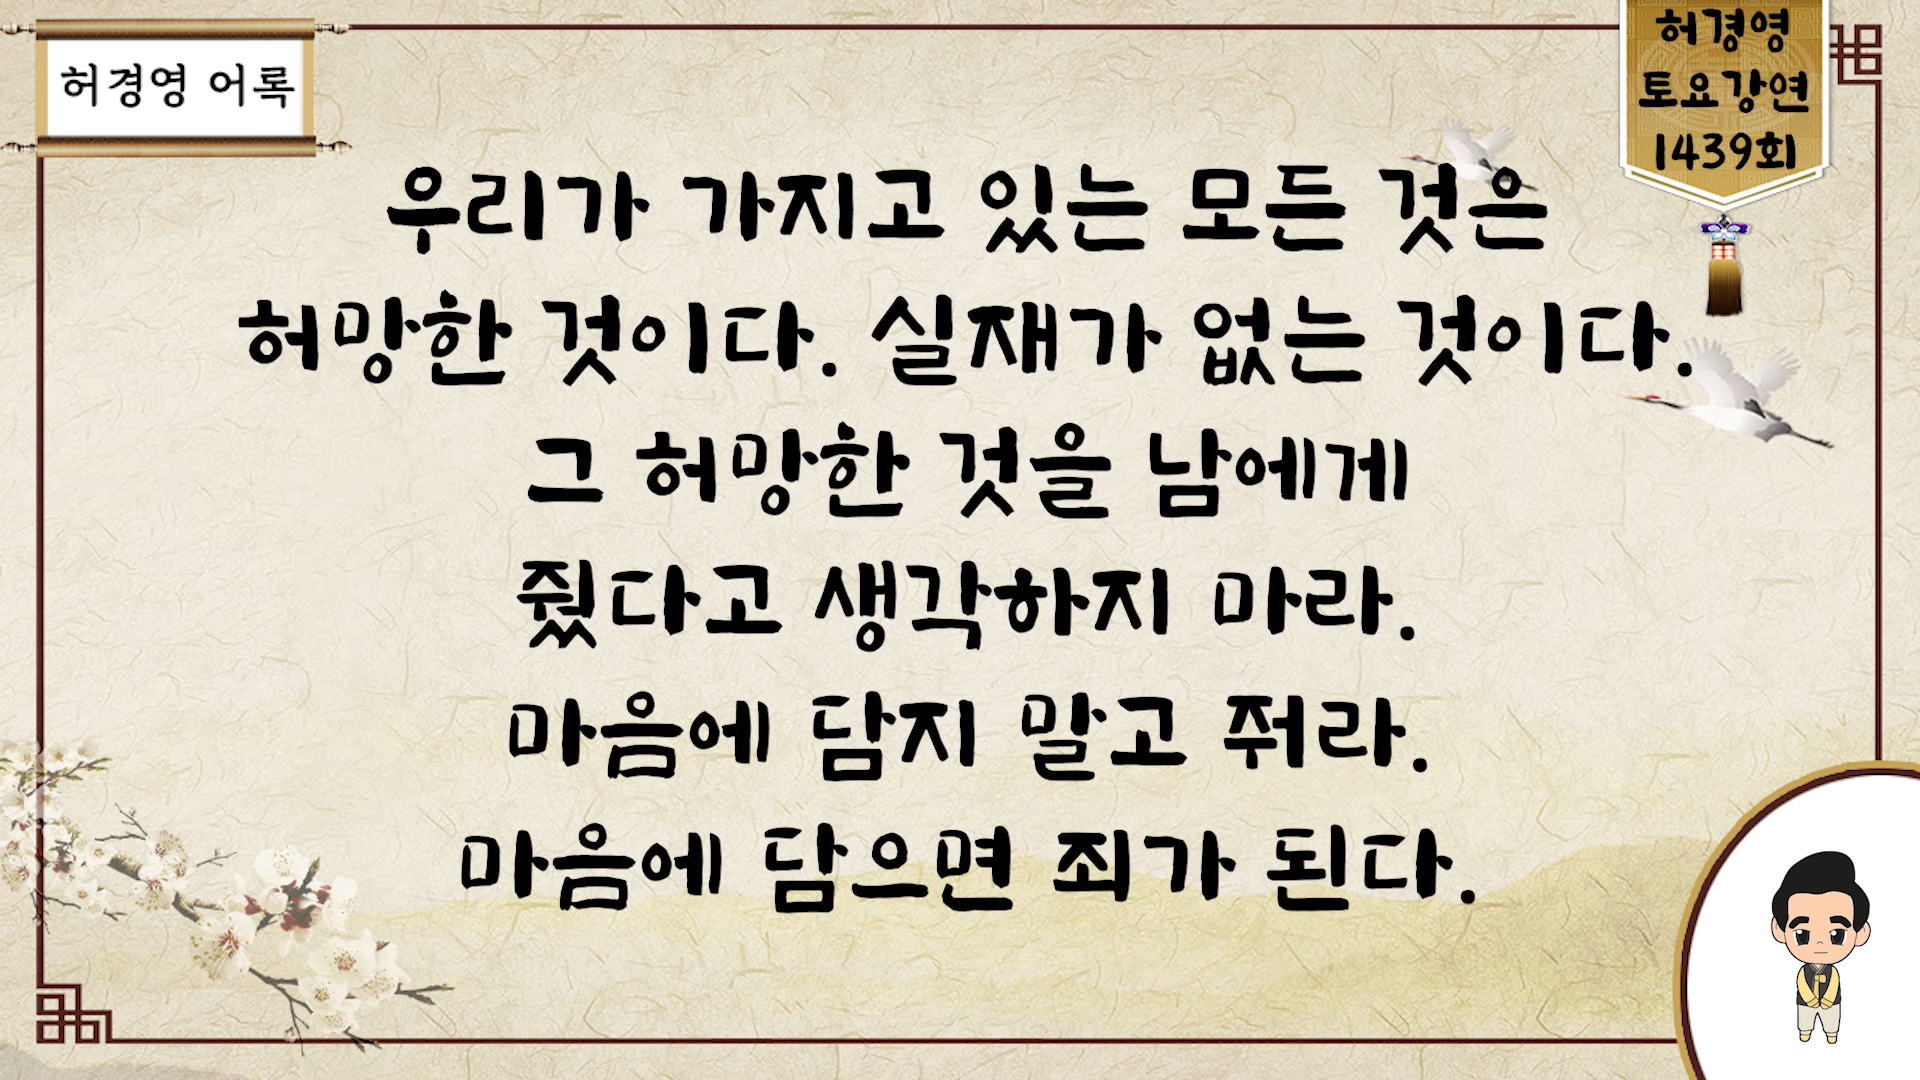 허경영 어록
허경영
토요강연
1439회
우리가 가지고 있는 모든 것은
허망한 것이다. 실재가 없는 것이다.
그 허망한 것을 남에게
줬다고 생각하지 마라.
마음에 담지 말고 줘라.
마음에 담으면 죄가 된다.